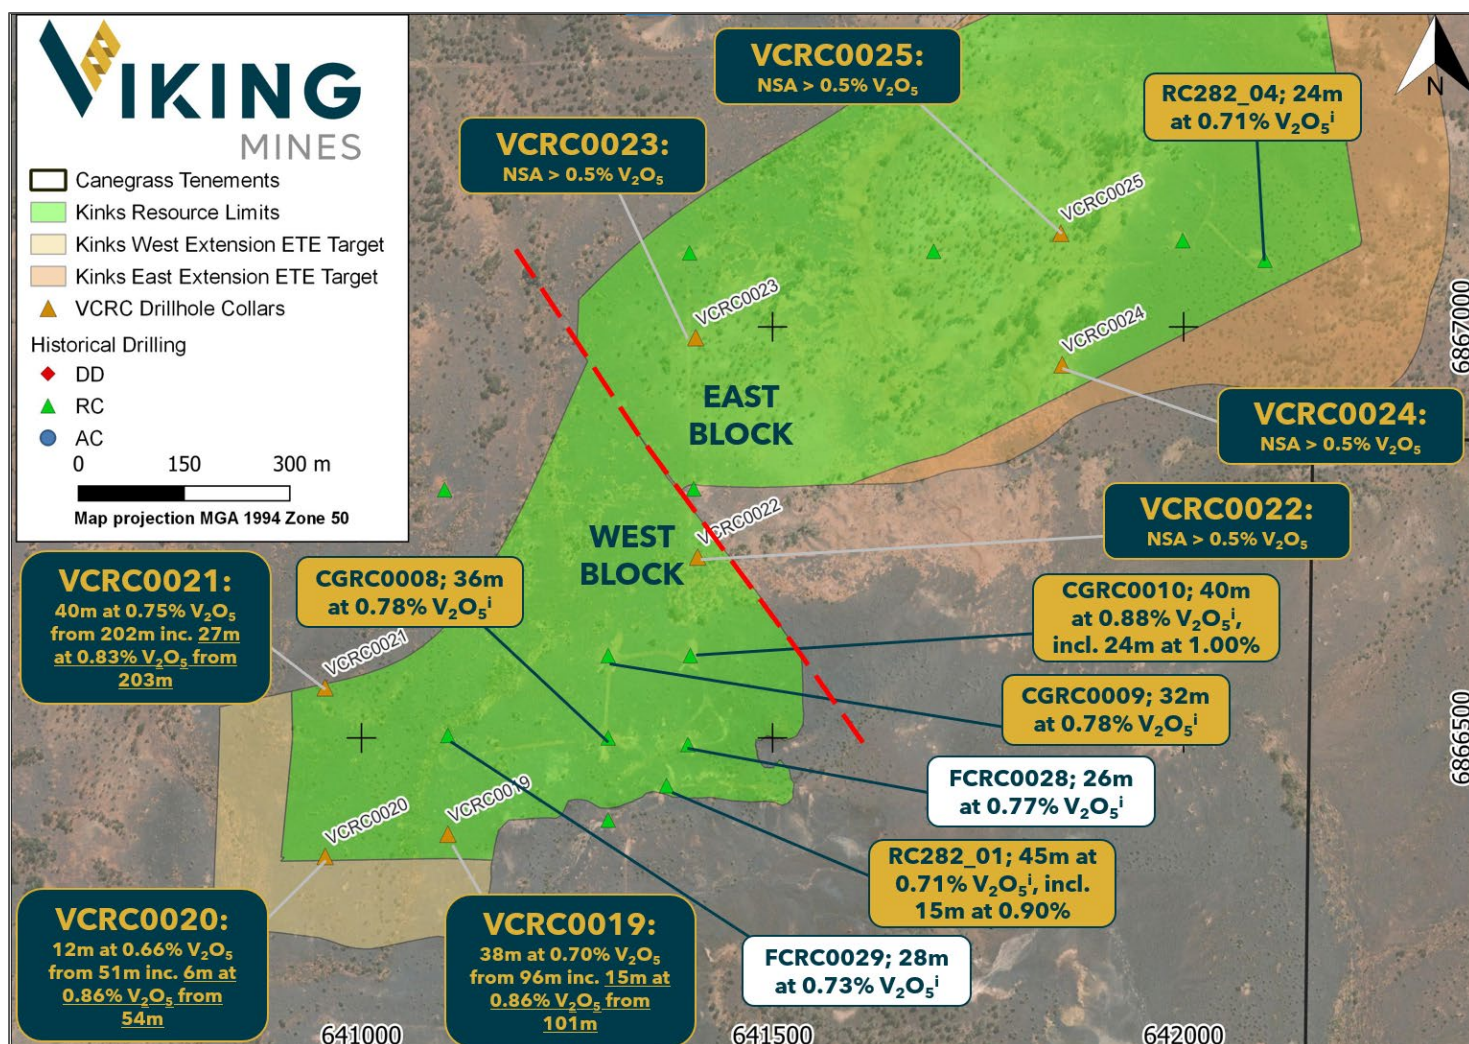 VIKING
MINES
Canegrass Tenements
Kinks Resource Limits
Kinks West Extension ETE Target
Kinks East Extension ETE Target
VCRC Drillhole Collars
Historical Drilling
DD
RC
AC
0 150 300 m
Map projection MGA 1994 Zone 50
VCRC0025:
NSA > 0.5% V₂O₅
RC282_04; 24m
at 0.71% V₂O₅ⁱ
N
VCRC0023:
NSA > 0.5% V₂O₅
VCRC0025
VCRC0023
VCRC0024
6867000
EAST
BLOCK
VCRC0024:
NSA > 0.5% V₂O₅
VCRC0022
WEST
BLOCK
VCRC0022:
NSA > 0.5% V₂O₅
VCRC0021:
40m at 0.75% V₂O₅
from 202m inc. 27m
at 0.83% V₂O₅ from
203m
CGRC0008; 36m
at 0.78% V₂O₅ⁱ
VCRC0021
CGRC0010; 40m
at 0.88% V₂O₅ⁱ,
incl. 24m at 1.00%
CGRC0009; 32m
at 0.78% V₂O₅ⁱ
6866500
FCRC0028; 26m
at 0.77% V₂O₅ⁱ
VCRC0020
VCRC0019
RC282_01; 45m at
0.71% V₂O₅ⁱ, incl.
15m at 0.90%
VCRC0020:
12m at 0.66% V₂O₅
from 51m inc. 6m at
0.86% V₂O₅ from
54m
VCRC0019:
38m at 0.70% V₂O₅
from 96m inc. 15m at
0.86% V₂O₅ from
101m
FCRC0029; 28m
at 0.73% V₂O₅ⁱ
641000
641500
642000